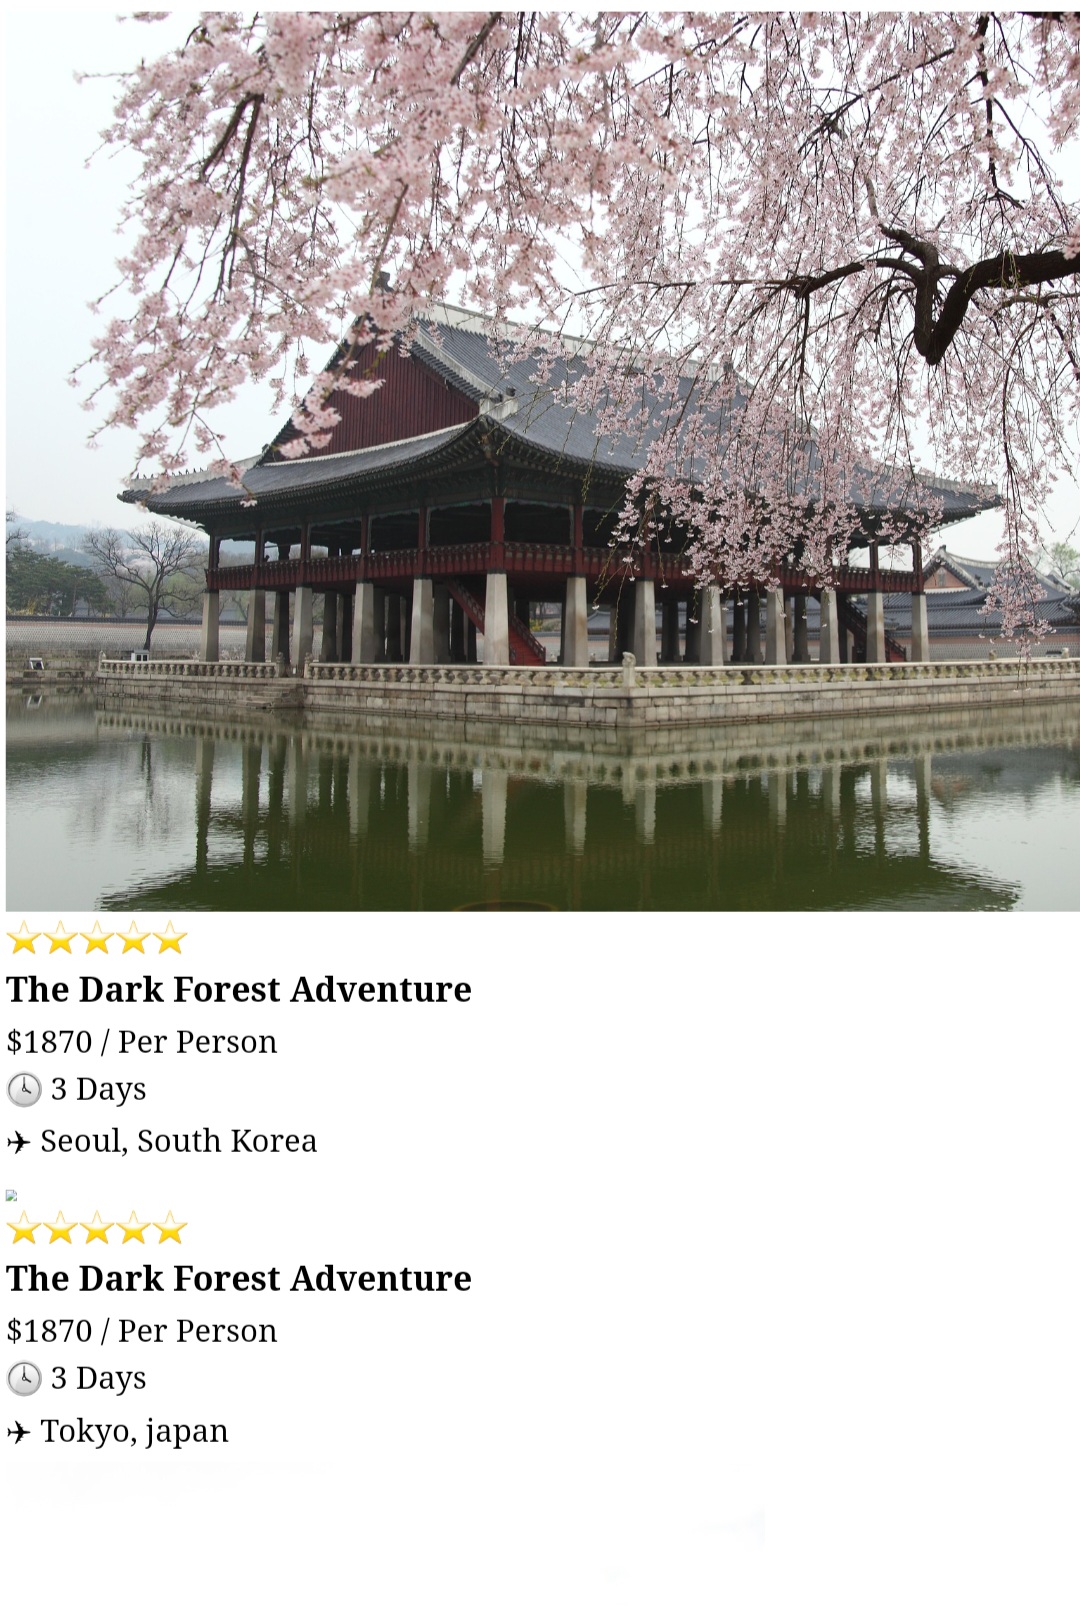 The Dark Forest Adventure
$1870 / Per Person
3 Days
Seoul, South Korea
The Dark Forest Adventure
$1870 / Per Person
3 Days
Tokyo, japan